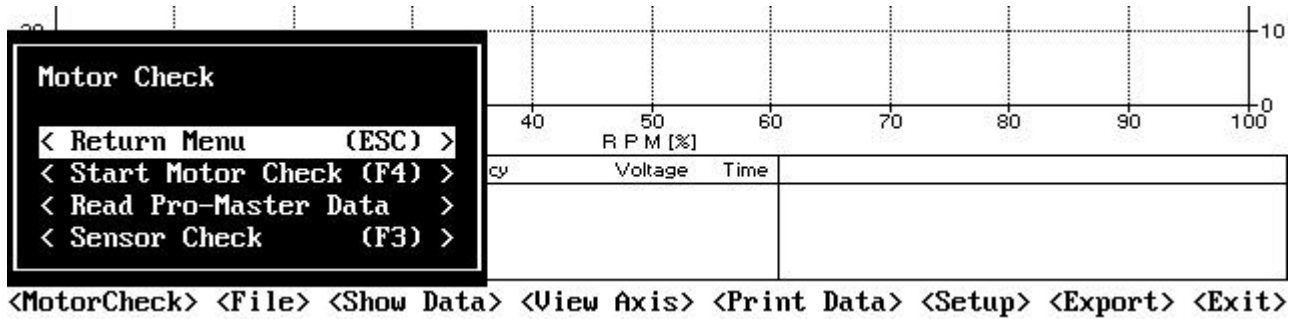 10
Motor Check
0
40 50 60 70 80 90 100
< Return Menu (ESC) >
R P M [%]
< Start Motor Check (F4) >
cy Voltage Time
< Read Pro-Master Data >
< Sensor Check (F3) >
<MotorCheck> <File> <Show Data> <View Axis> <Print Data> <Setup> <Export> <Exit>